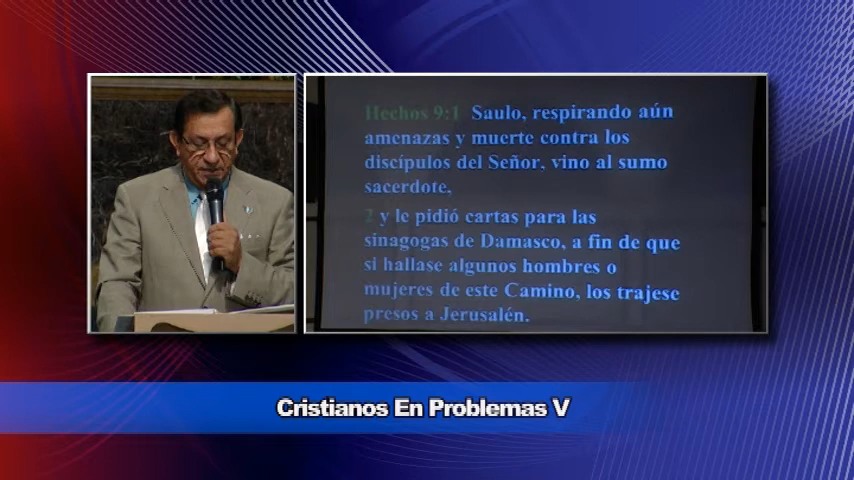 Hechos 9:1 Saulo, respirando aún
amenazas y muerte contra los
discípulos del Señor, vino al sumo
sacerdote,
2 y le pidió cartas para las
sinagogas de Damasco, a fin de que
si hallase algunos hombres o
mujeres de este Camino, los trajese
presos a Jerusalén.
Cristianos En Problemas V